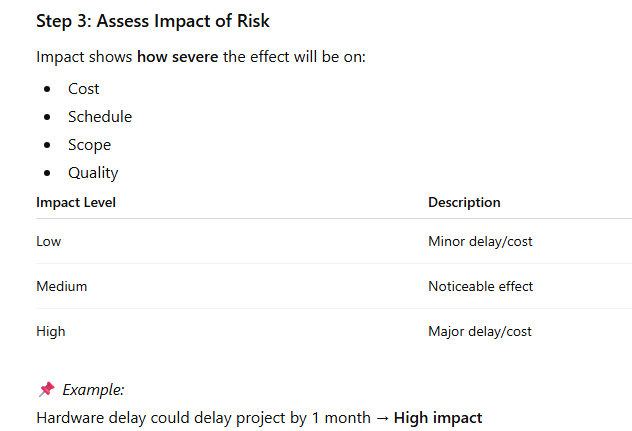 Step 3: Assess Impact of Risk
Impact shows how severe the effect will be on:
• Cost
• Schedule
• Scope
• Quality
Impact Level Description
Low Minor delay/cost
Medium Noticeable effect
High Major delay/cost
📌 Example:
Hardware delay could delay project by 1 month → High impact